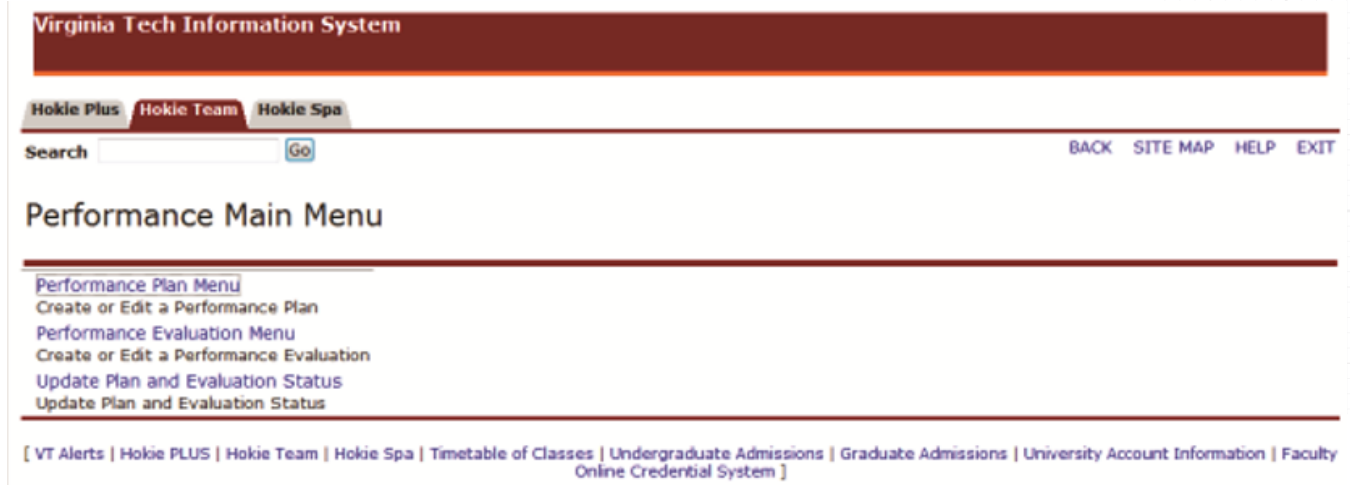 Virginia Tech Information System
Hokie Plus Hokie Team Hokie Spa
Search Go BACK SITE MAP HELP EXIT
Performance Main Menu
Performance Plan Menu
Create or Edit a Performance Plan
Performance Evaluation Menu
Create or Edit a Performance Evaluation
Update Plan and Evaluation Status
Update Plan and Evaluation Status
[ VT Alerts | Hokie PLUS | Hokie Team | Hokie Spa | Timetable of Classes | Undergraduate Admissions | Graduate Admissions | University Account Information | Faculty
Online Credential System ]